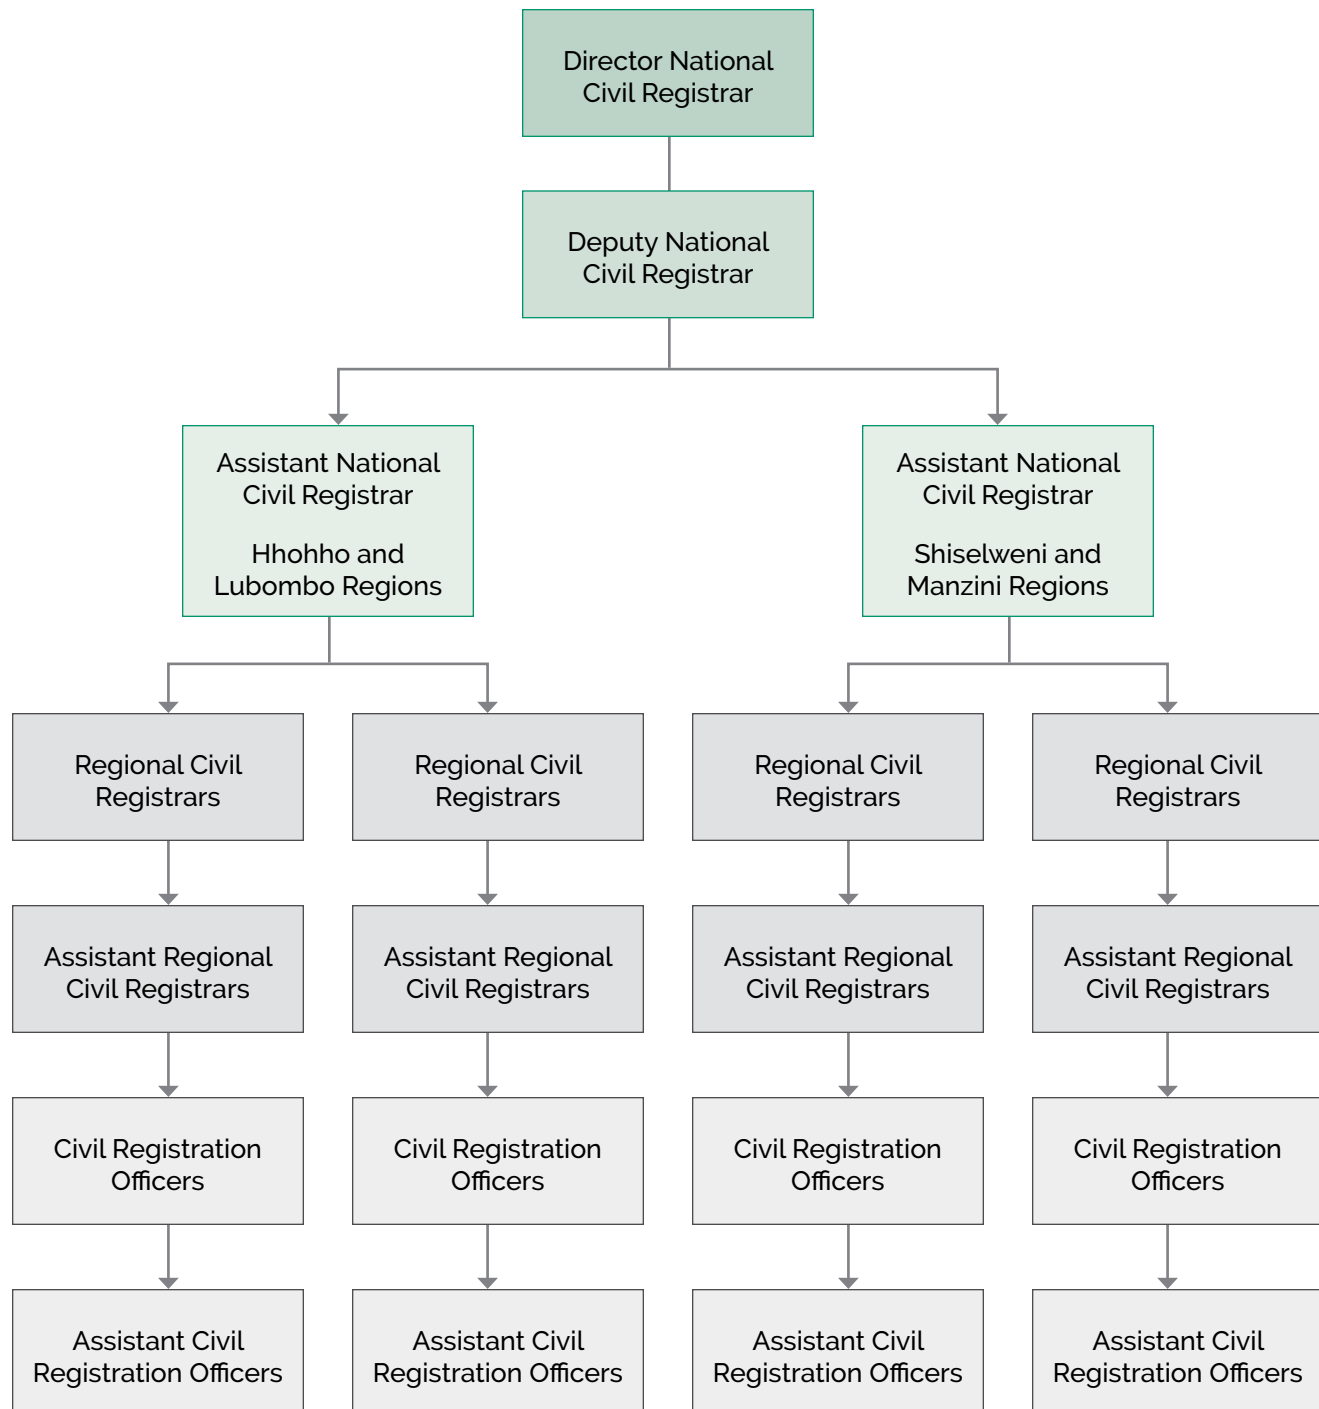 Director National
Civil Registrar
Deputy National
Civil Registrar
Assistant National
Civil Registrar
Hhohho and
Lubombo Regions
Assistant National
Civil Registrar
Shiselweni and
Manzini Regions
Regional Civil
Registrars
Regional Civil
Registrars
Regional Civil
Registrars
Regional Civil
Registrars
Assistant Regional
Civil Registrars
Assistant Regional
Civil Registrars
Assistant Regional
Civil Registrars
Assistant Regional
Civil Registrars
Civil Registration
Officers
Civil Registration
Officers
Civil Registration
Officers
Civil Registration
Officers
Assistant Civil
Registration Officers
Assistant Civil
Registration Officers
Assistant Civil
Registration Officers
Assistant Civil
Registration Officers